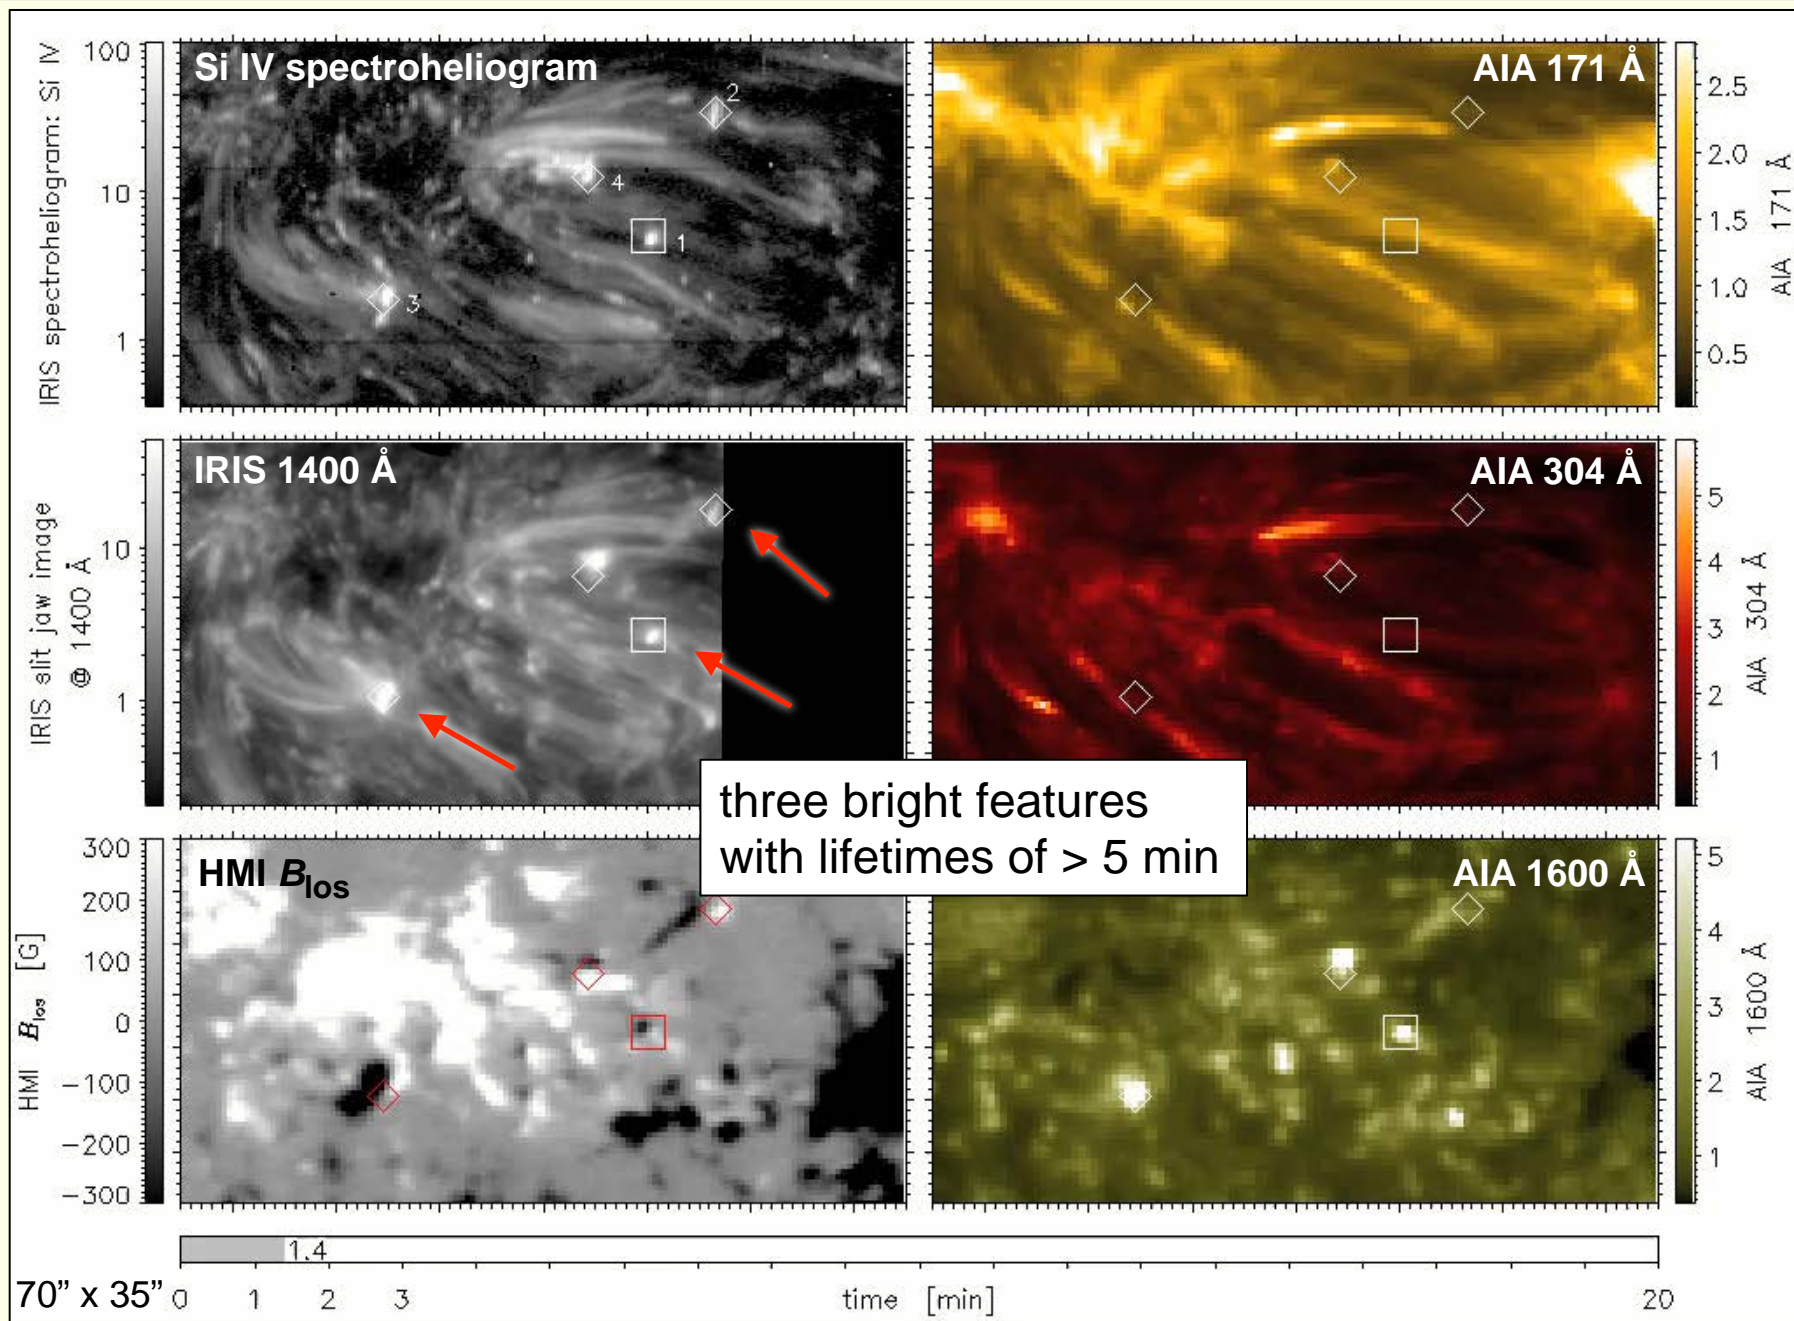 IRIS spectroheliogram: Si IV
100
10
1
Si IV spectroheliogram
2
4
1
3
AIA 171 Å
2.5
2.0
1.5
1.0
0.5
AIA 171 Å
IRIS slit jaw image
@ 1400 Å
10
1
IRIS 1400 Å
AIA 304 Å
5
4
3
2
1
AIA 304 Å
three bright features
with lifetimes of > 5 min
HMI B_los [G]
300
200
100
0
−100
−200
−300
HMI B_los
AIA 1600 Å
5
4
3
2
1
AIA 1600 Å
1.4
70” x 35”
0 1 2 3 time [min] 20